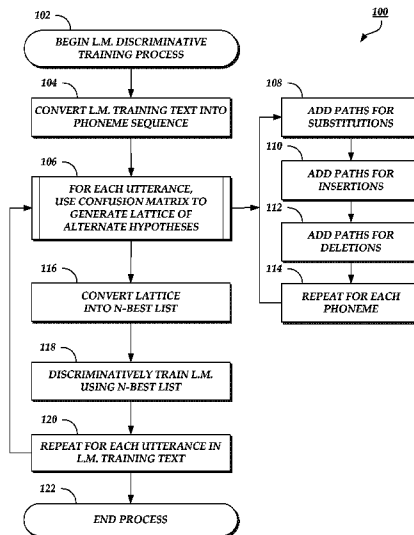 100
102
BEGIN L.M. DISCRIMINATIVE
TRAINING PROCESS
104
CONVERT L.M. TRAINING TEXT INTO
PHONEME SEQUENCE
106
FOR EACH UTTERANCE,
USE CONFUSION MATRIX TO
GENERATE LATTICE OF
ALTERNATE HYPOTHESES
108
ADD PATHS FOR
SUBSTITUTIONS
110
ADD PATHS FOR
INSERTIONS
112
ADD PATHS FOR
DELETIONS
114
REPEAT FOR EACH
PHONEME
116
CONVERT LATTICE
INTO N-BEST LIST
118
DISCRIMINATIVELY TRAIN L.M.
USING N-BEST LIST
120
REPEAT FOR EACH UTTERANCE IN
L.M. TRAINING TEXT
122
END PROCESS